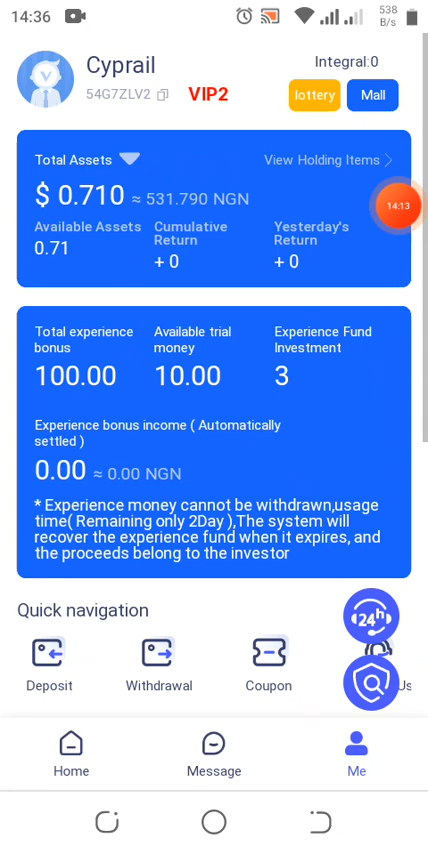 14:36
538
B/s
Cyprail
Integral:0
54G7ZLV2
VIP2
lottery
Mall
Total Assets
View Holding Items
$ 0.710 ≈ 531.790 NGN
14:13
Available Assets
Cumulative
Return
Yesterday's
Return
0.71
+ 0
+ 0
Total experience
bonus
Available trial
money
Experience Fund
Investment
100.00
10.00
3
Experience bonus income ( Automatically
settled )
0.00 ≈ 0.00 NGN
* Experience money cannot be withdrawn,usage
time( Remaining only 2Day ),The system will
recover the experience fund when it expires, and
the proceeds belong to the investor
Quick navigation
24h
Deposit
Withdrawal
Coupon
Us
Home
Message
Me